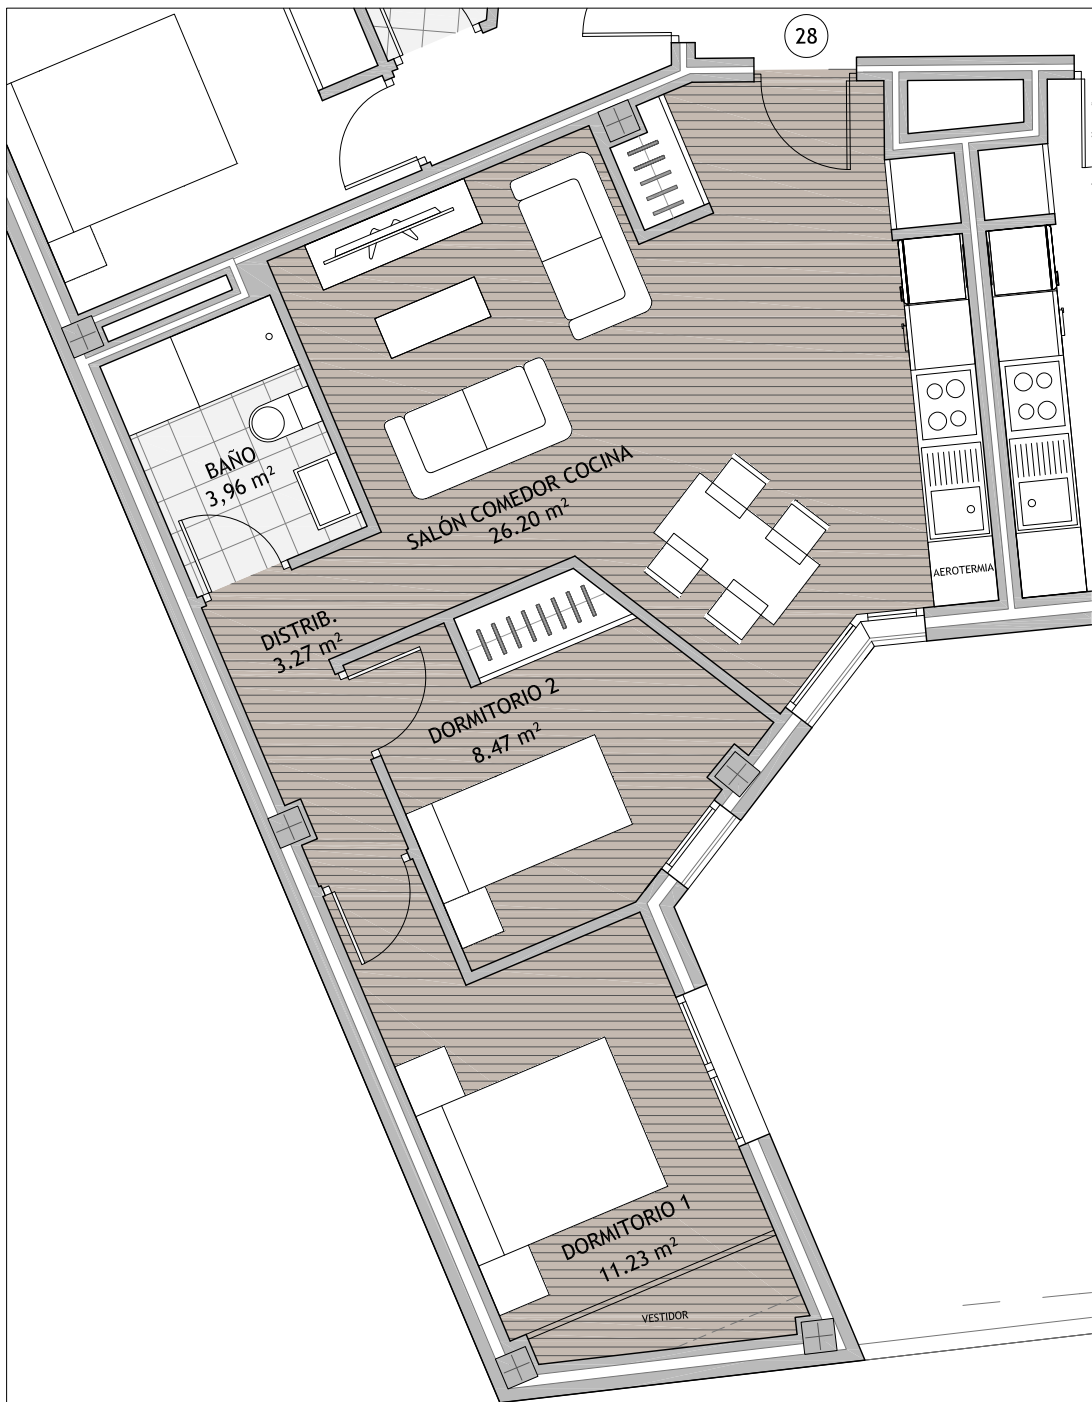 28
BAÑO
3,96 m²
SALÓN COMEDOR COCINA
26.20 m²
AEROTERMIA
DISTRIB.
3.27 m²
DORMITORIO 2
8.47 m²
DORMITORIO 1
11.23 m²
VESTIDOR